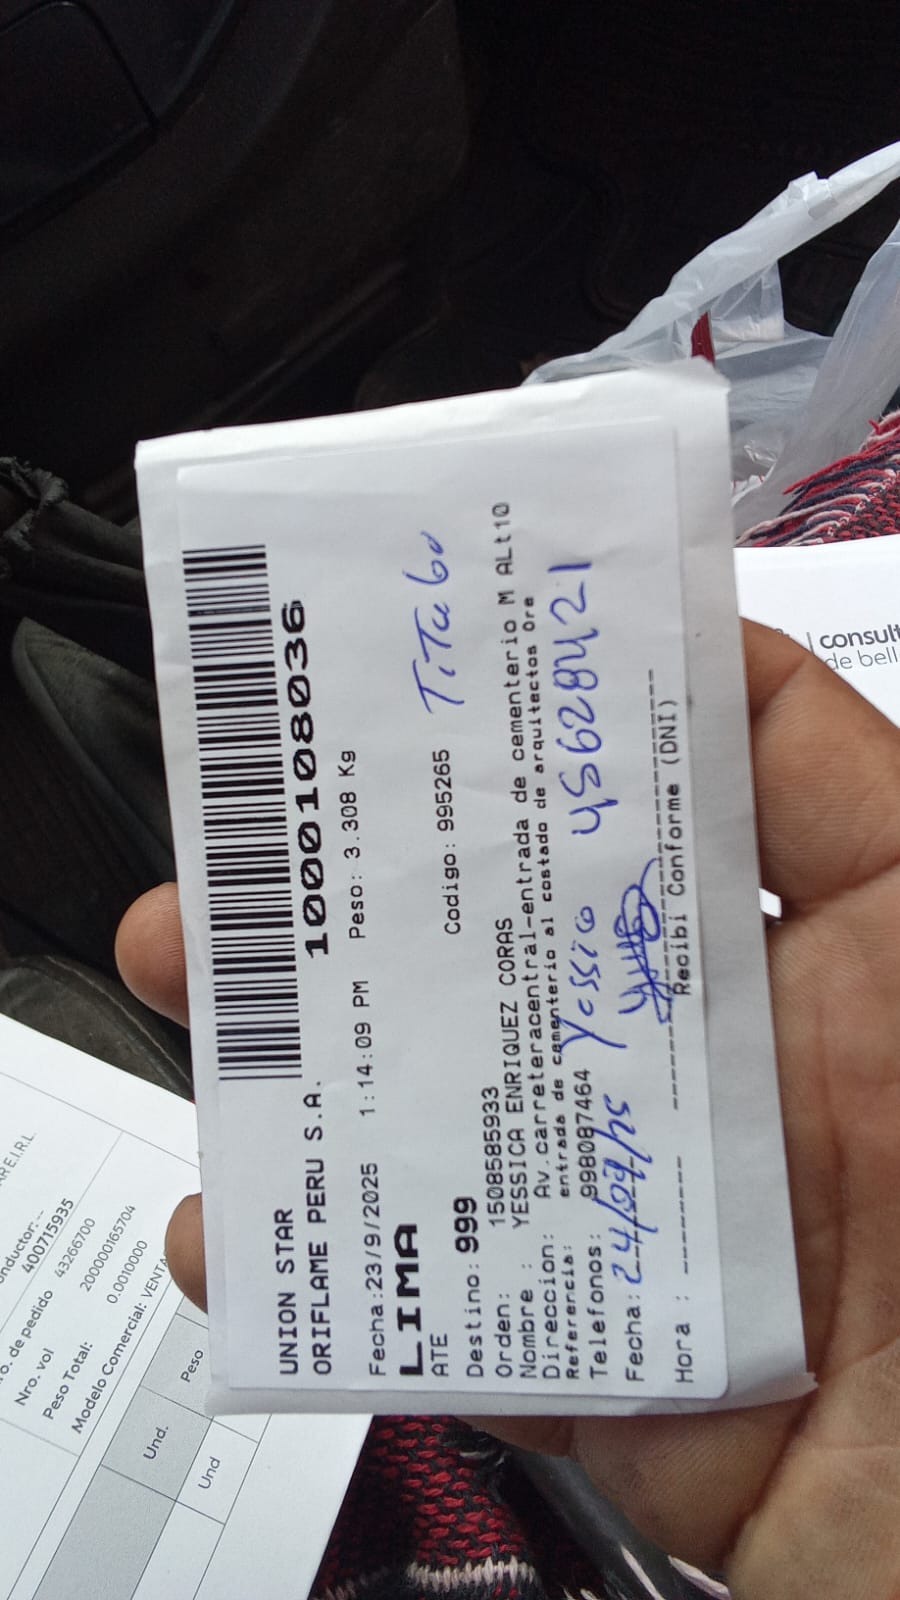 UNION STAR
ORIFLAME PERU S.A.
1000108036
Fecha:23/9/2025 1:14:09 PM Peso: 3.308 Kg
LIMA
ATE
Codigo: 995265 TiTular
Destino: 999
Orden: 1508585933
Nombre : YESSICA ENRIQUEZ CORAS
Direccion: Av.carreteracentral-entrada de cementerio M ALt10
Referencia: entrada de cementerio al costado de arquitectos Ore
Telefonos: 998087464 Yessica 45628421
Fecha: 24/09/25
Hora :
Recibi Conforme (DNI)
E.I.R.L.
400715935
de pedido 43266700
Nro. vol 200000165704
Peso Total: 0.0010000
Modelo Comercial: VENTA
Und. Peso
Und
consult
de bell